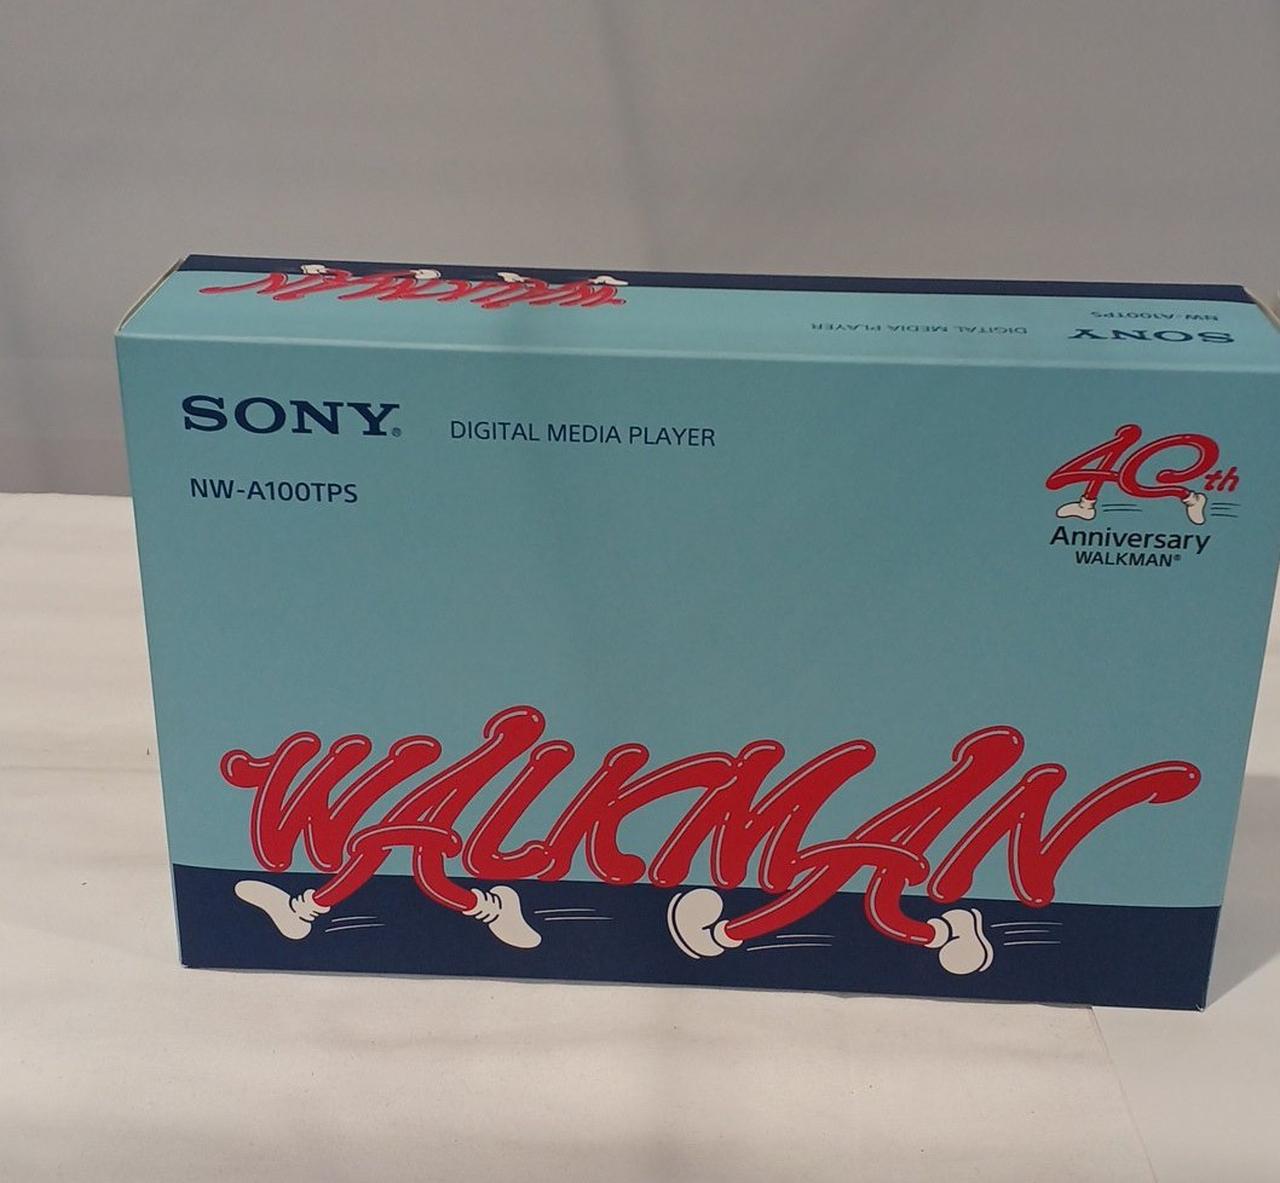 WALKMAN
NW-A100TPS
DIGITAL MEDIA PLAYER SONY
SONY® DIGITAL MEDIA PLAYER
NW-A100TPS
40th
Anniversary
WALKMAN®
WALKMAN